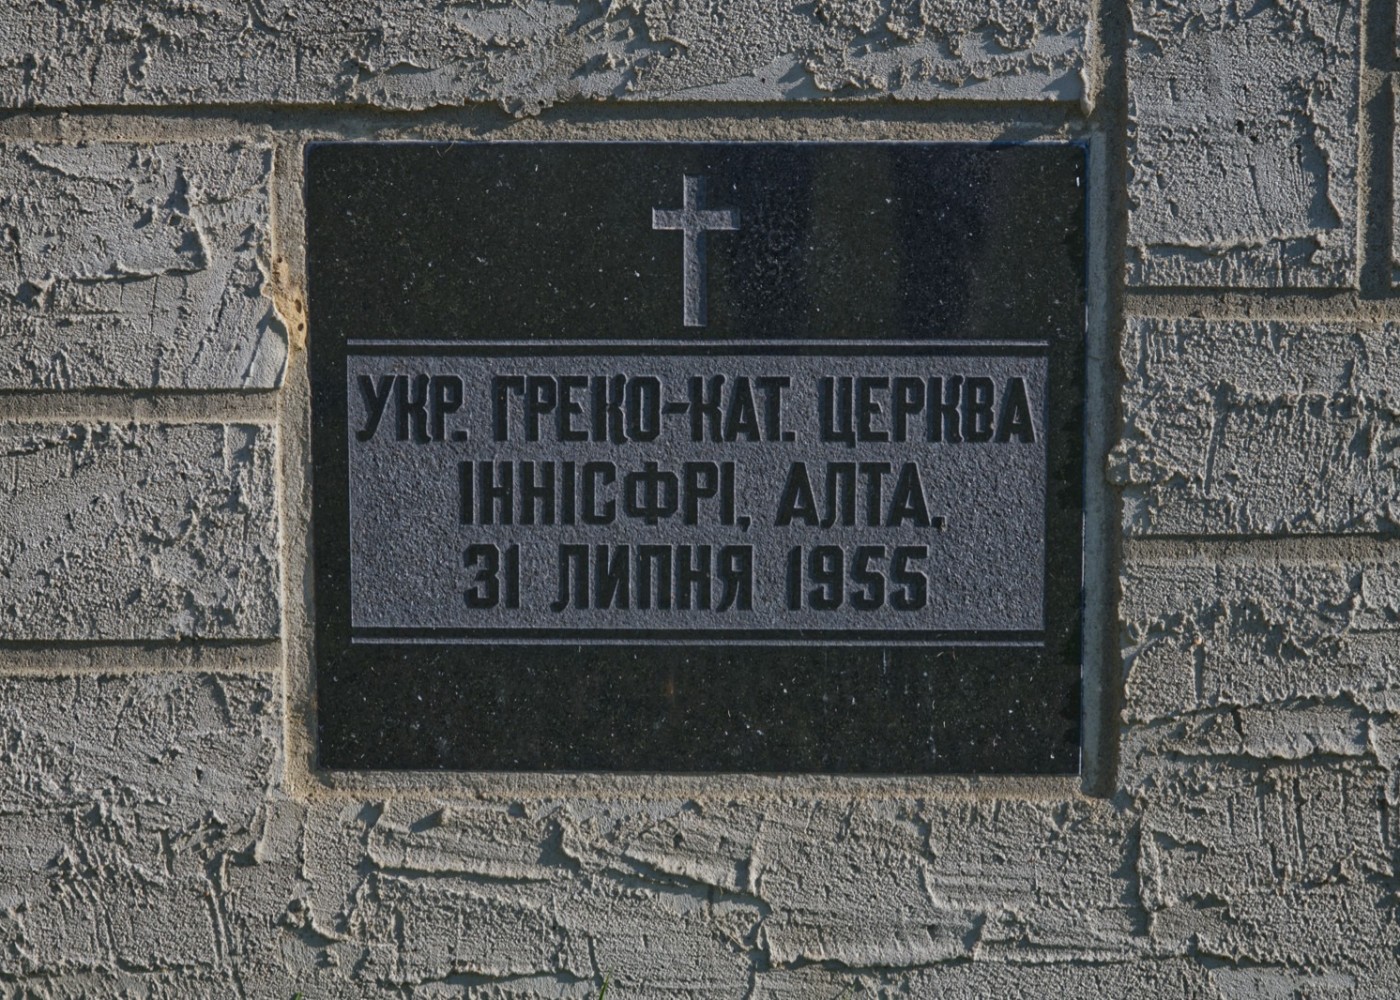 УКР. ГРЕКО-КАТ. ЦЕРКВА
ІННІСФРІ, АЛТА,
31 ЛИПНЯ 1955